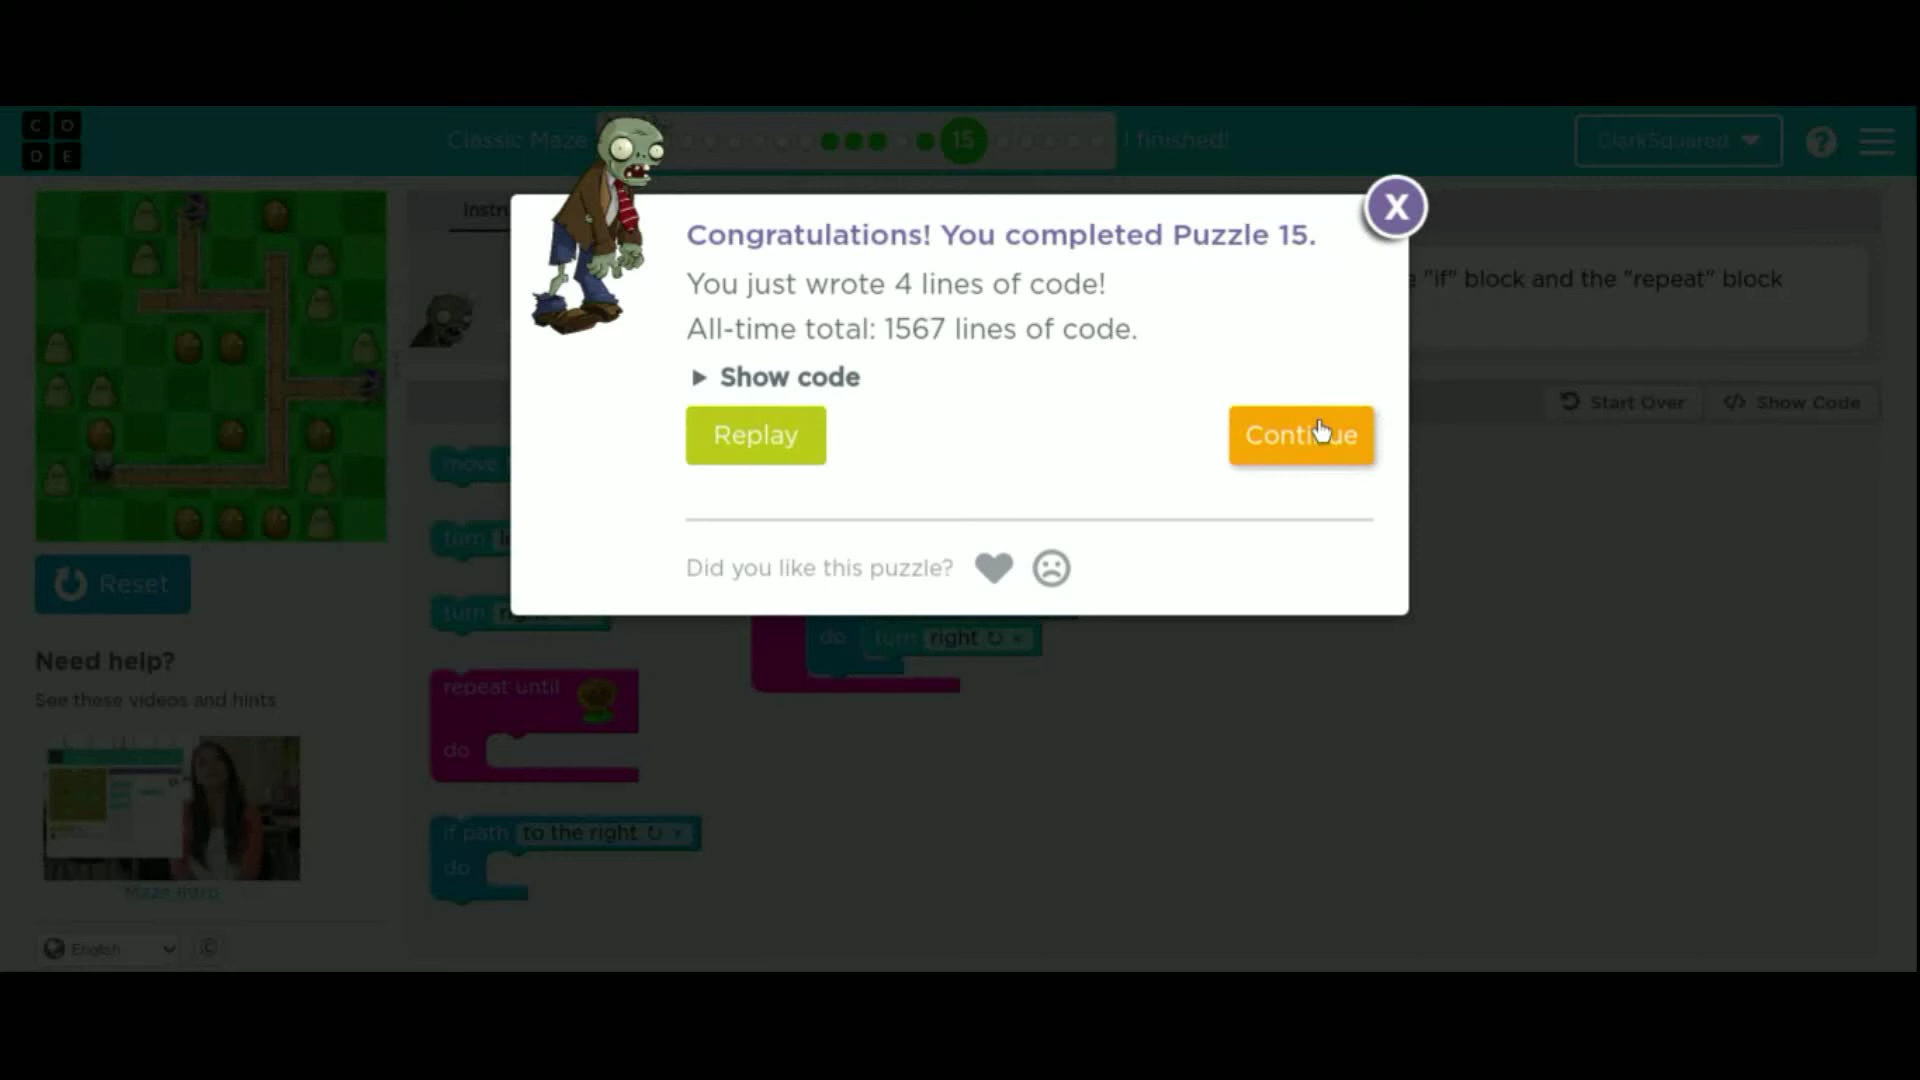 C O
D E
Classic Maze
15
I finished!
ClarkSquared
?
Instr
X
Congratulations! You completed Puzzle 15.
You just wrote 4 lines of code!
All-time total: 1567 lines of code.
Show code
Replay
Continue
Did you like this puzzle?
"if" block and the "repeat" block
Start Over
</> Show Code
move
turn
turn
do turn right
repeat until
do
if path to the right
do
Reset
Need help?
See these videos and hints
Maze Intro
English
©